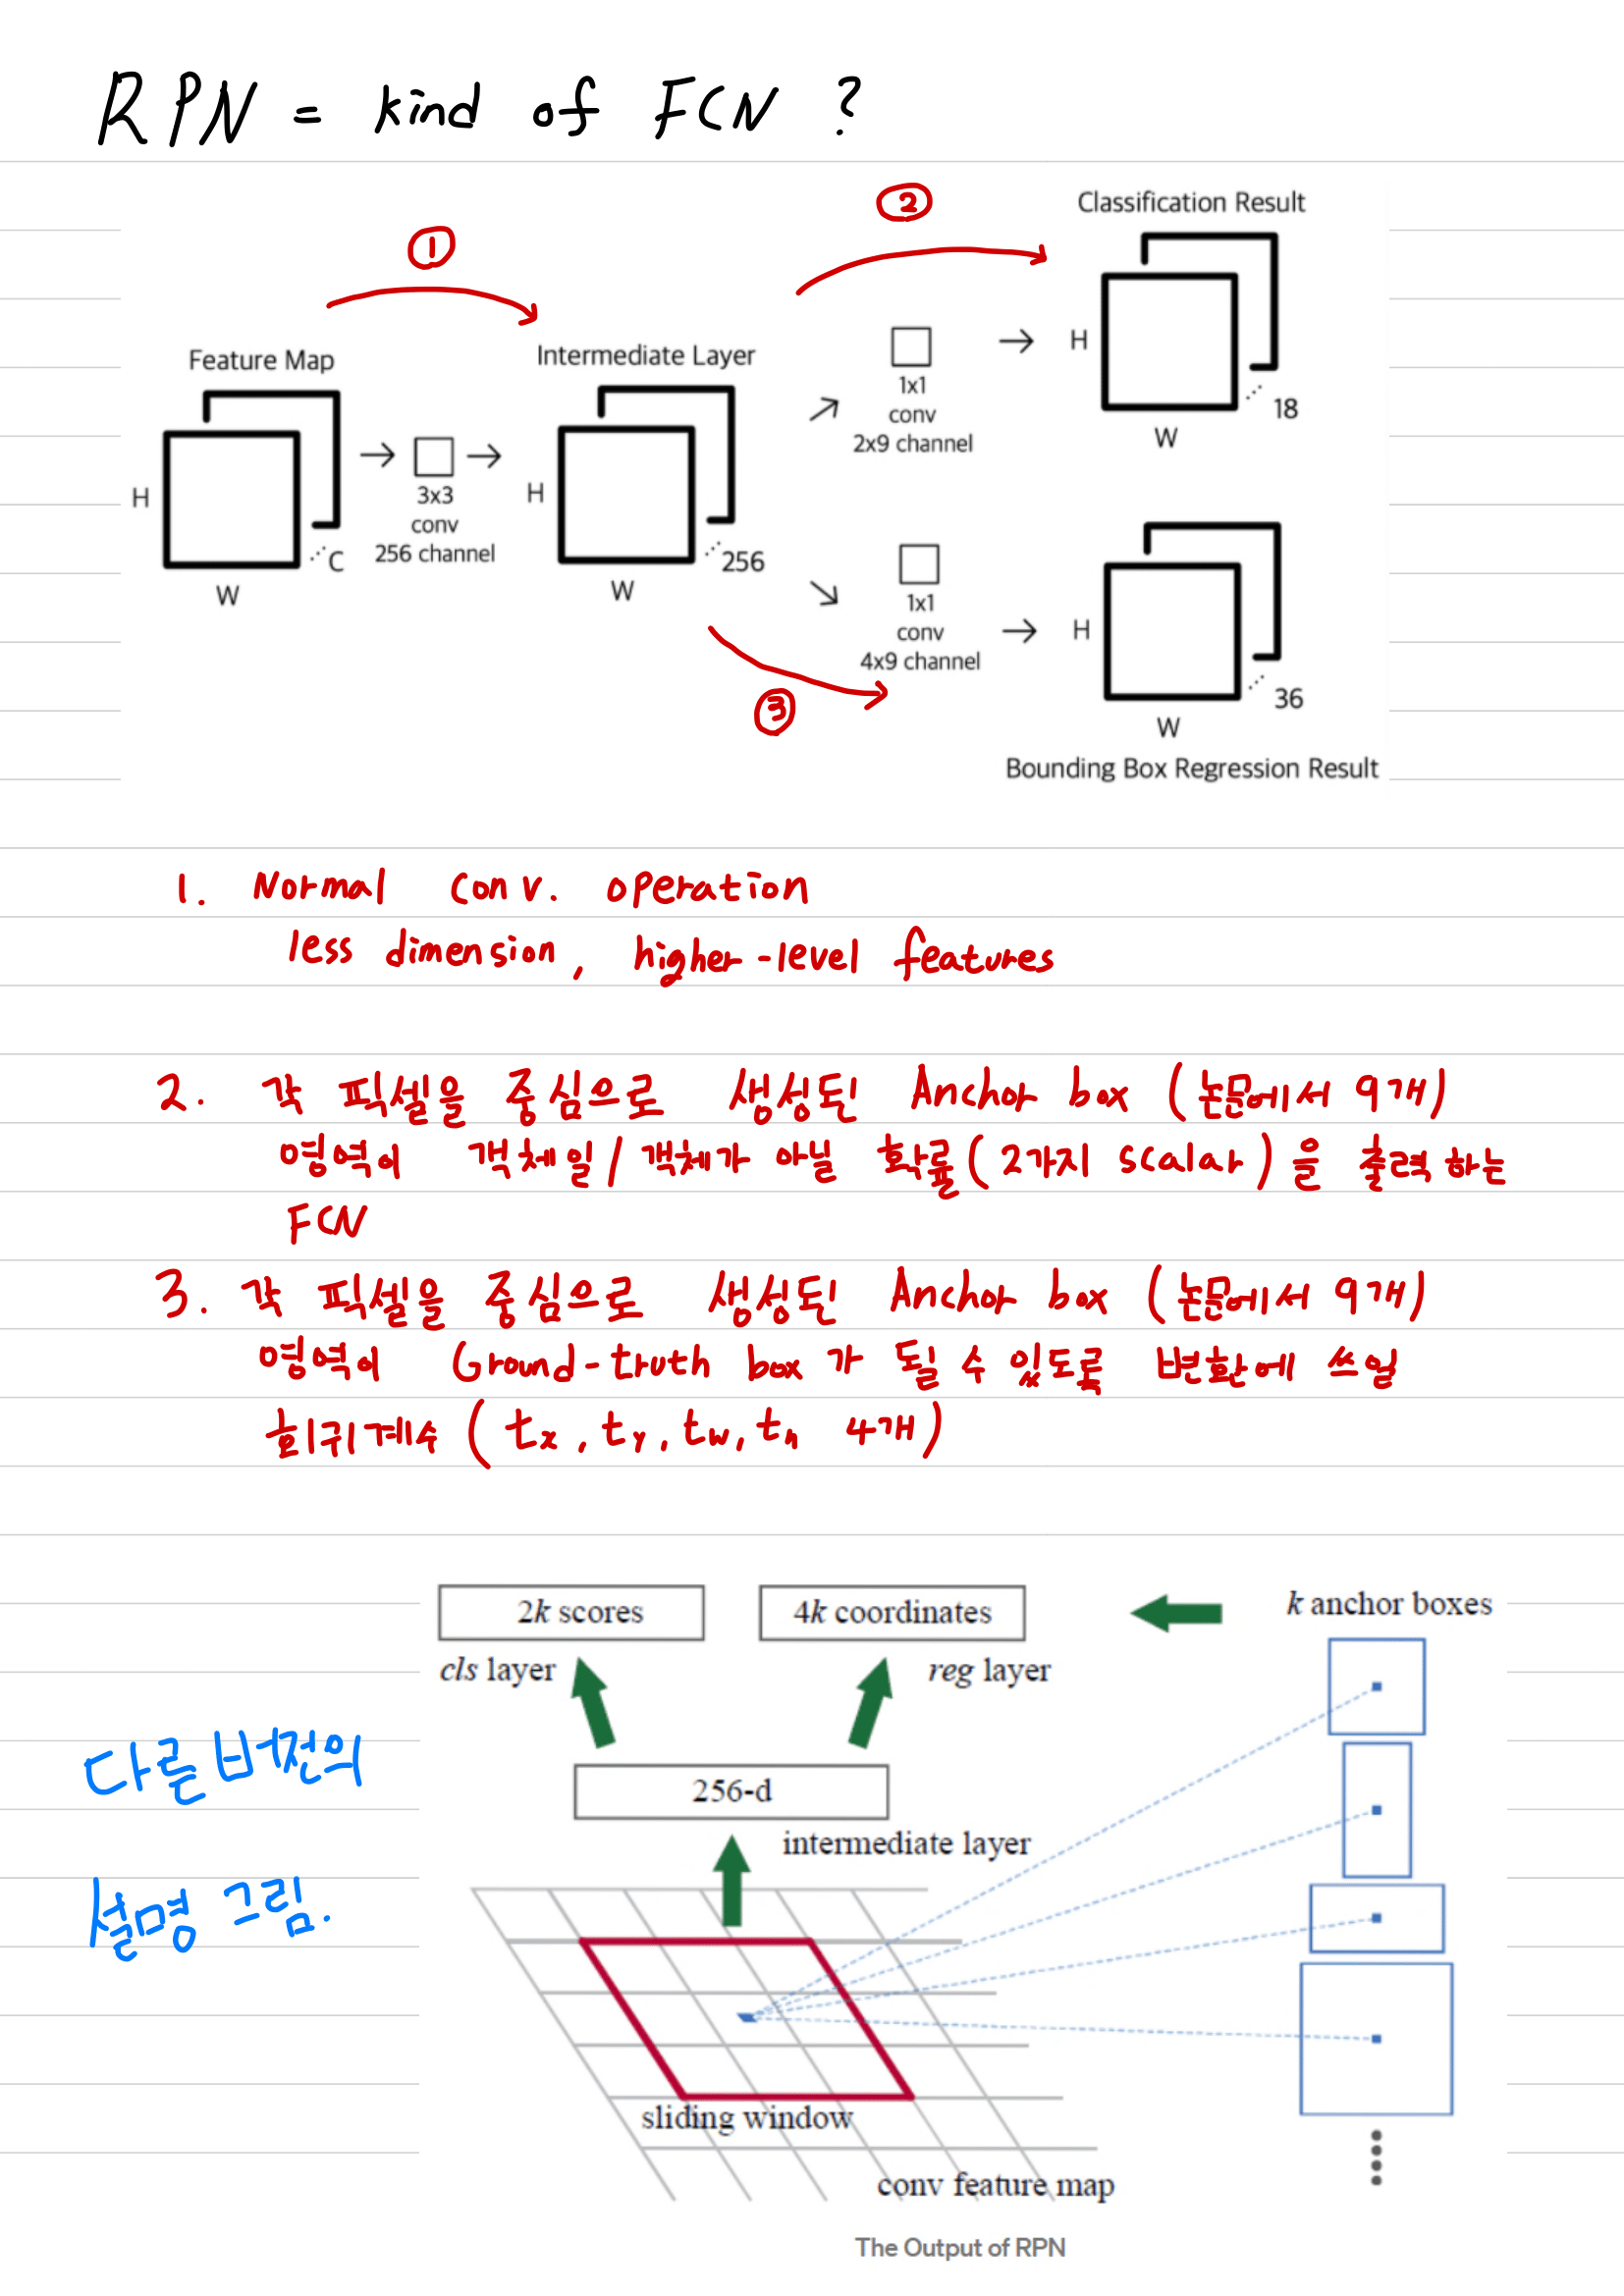 RPN = kind of FCN ?
①
②
Classification Result
Feature Map
Intermediate Layer
H
1x1
conv
2x9 channel
18
W
H
3x3
conv
256 channel
C
W
H
256
W
1x1
conv
4x9 channel
H
③
36
W
Bounding Box Regression Result
1. Normal conv. operation
less dimension, higher-level features
2. 각 픽셀을 중심으로 생성된 Anchor box (논문에서 9개)
영역이 객체일/객체가 아닐 확률(2가지 scalar)을 출력하는
FCN
3. 각 픽셀을 중심으로 생성된 Anchor box (논문에서 9개)
영역이 Ground-truth box가 될 수 있도록 변환에 쓰일
회귀계수 (tx, ty, tw, th 4개)
2k scores
4k coordinates
k anchor boxes
cls layer
reg layer
다른 버전의
256-d
intermediate layer
설명 그림.
sliding window
conv feature map
The Output of RPN